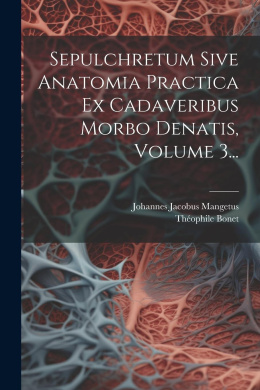 Sepulchretum Sive
Anatomia Practica
Ex Cadaveribus
Morbo Denatis,
Volume 3...
Johannes Jacobus Mangetus
Théophile Bonet